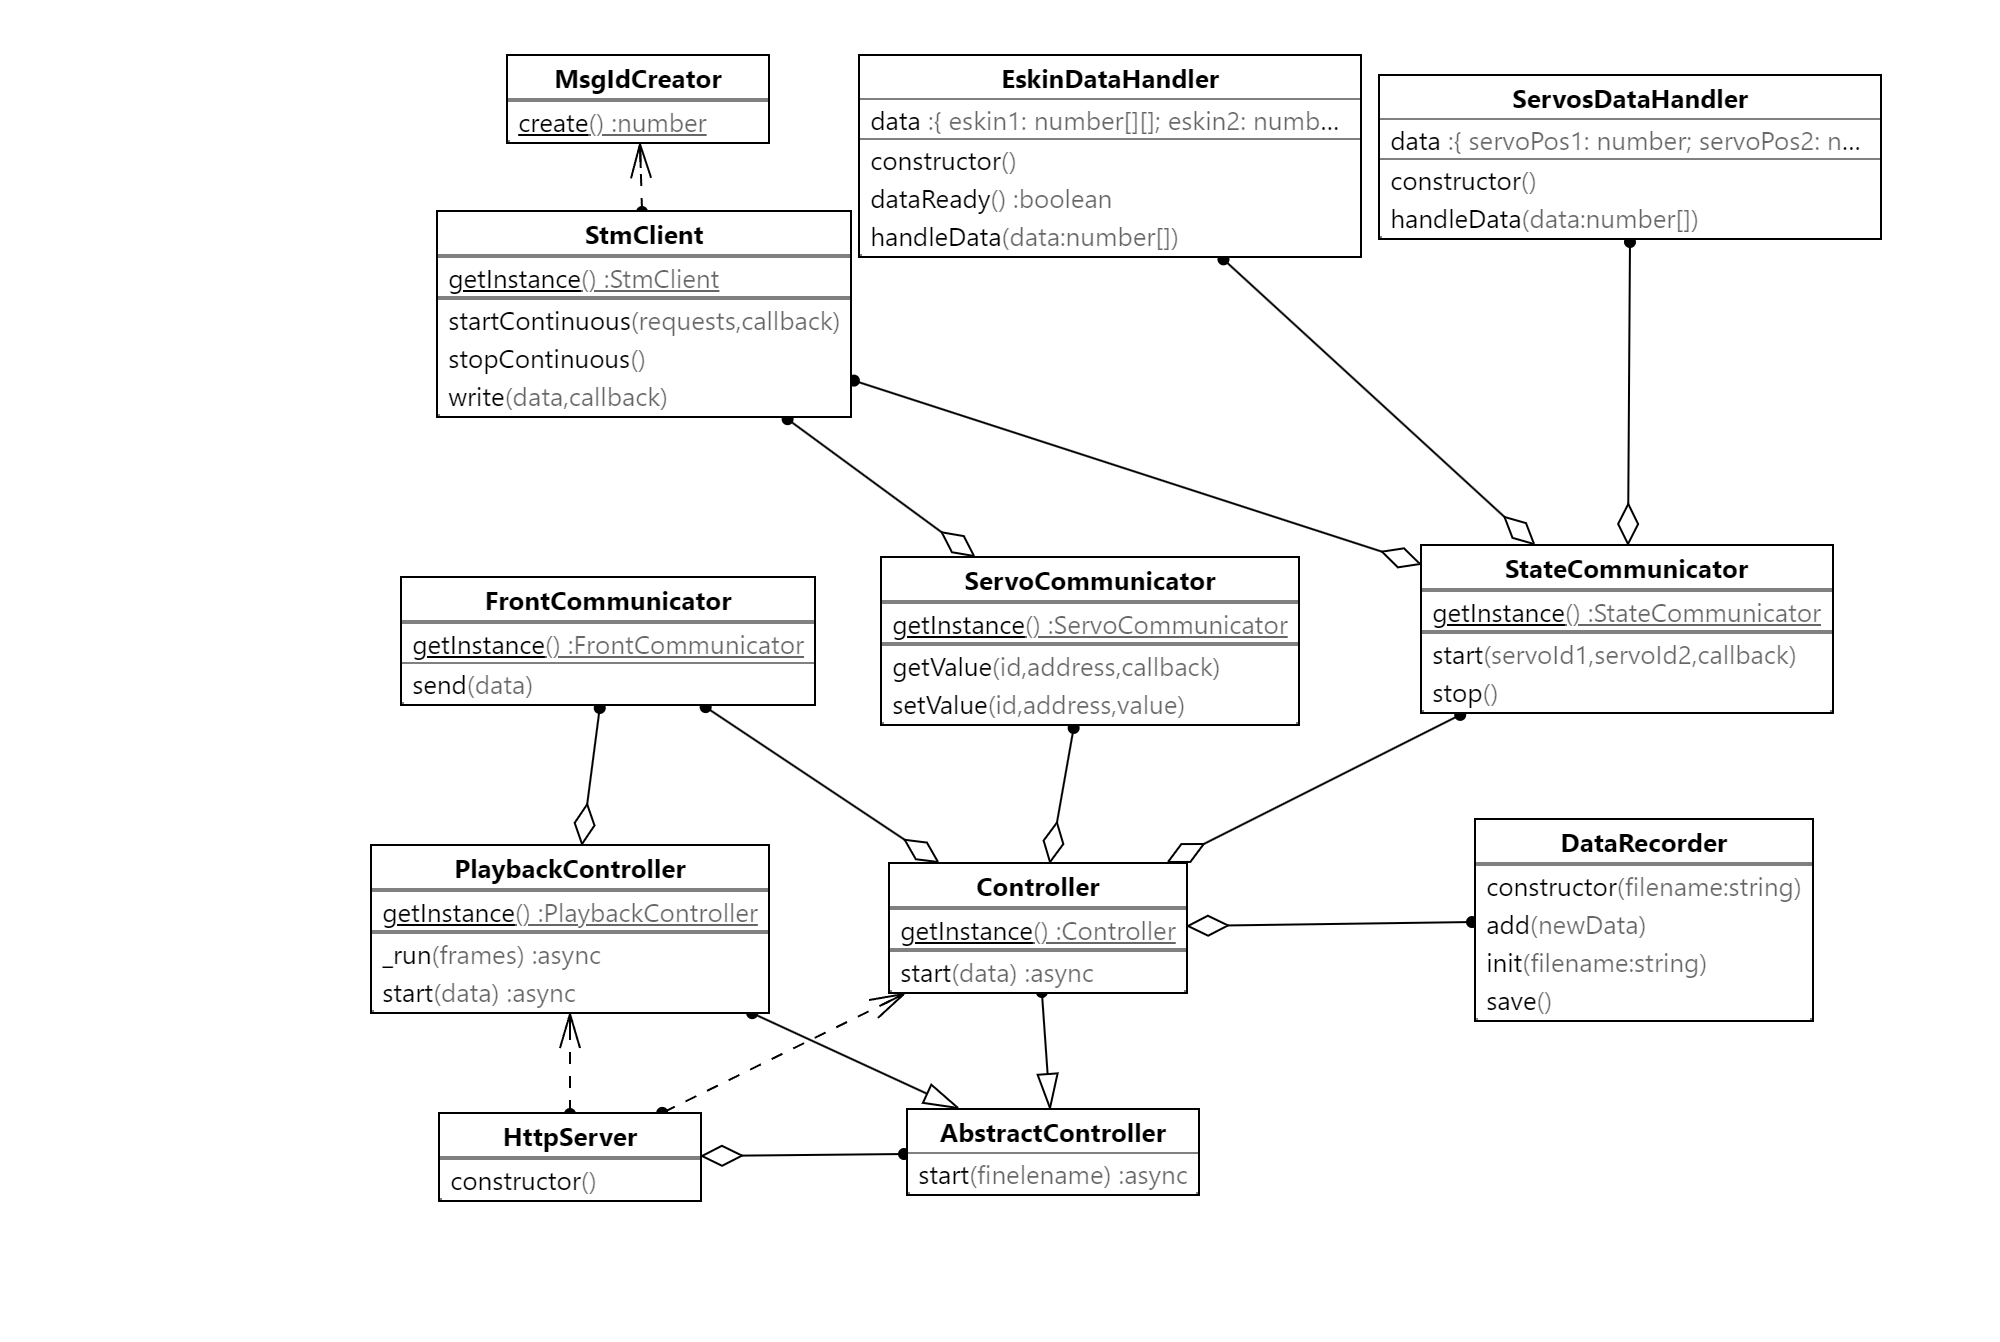 MsgIdCreator
create() :number
EskinDataHandler
data :{ eskin1: number[][]; eskin2: numb...
constructor()
dataReady() :boolean
handleData(data:number[])
ServosDataHandler
data :{ servoPos1: number; servoPos2: n...
constructor()
handleData(data:number[])
StmClient
getInstance() :StmClient
startContinuous(requests,callback)
stopContinuous()
write(data,callback)
FrontCommunicator
getInstance() :FrontCommunicator
send(data)
ServoCommunicator
getInstance() :ServoCommunicator
getValue(id,address,callback)
setValue(id,address,value)
StateCommunicator
getInstance() :StateCommunicator
start(servoId1,servoId2,callback)
stop()
PlaybackController
getInstance() :PlaybackController
_run(frames) :async
start(data) :async
Controller
getInstance() :Controller
start(data) :async
DataRecorder
constructor(filename:string)
add(newData)
init(filename:string)
save()
HttpServer
constructor()
AbstractController
start(finelename) :async